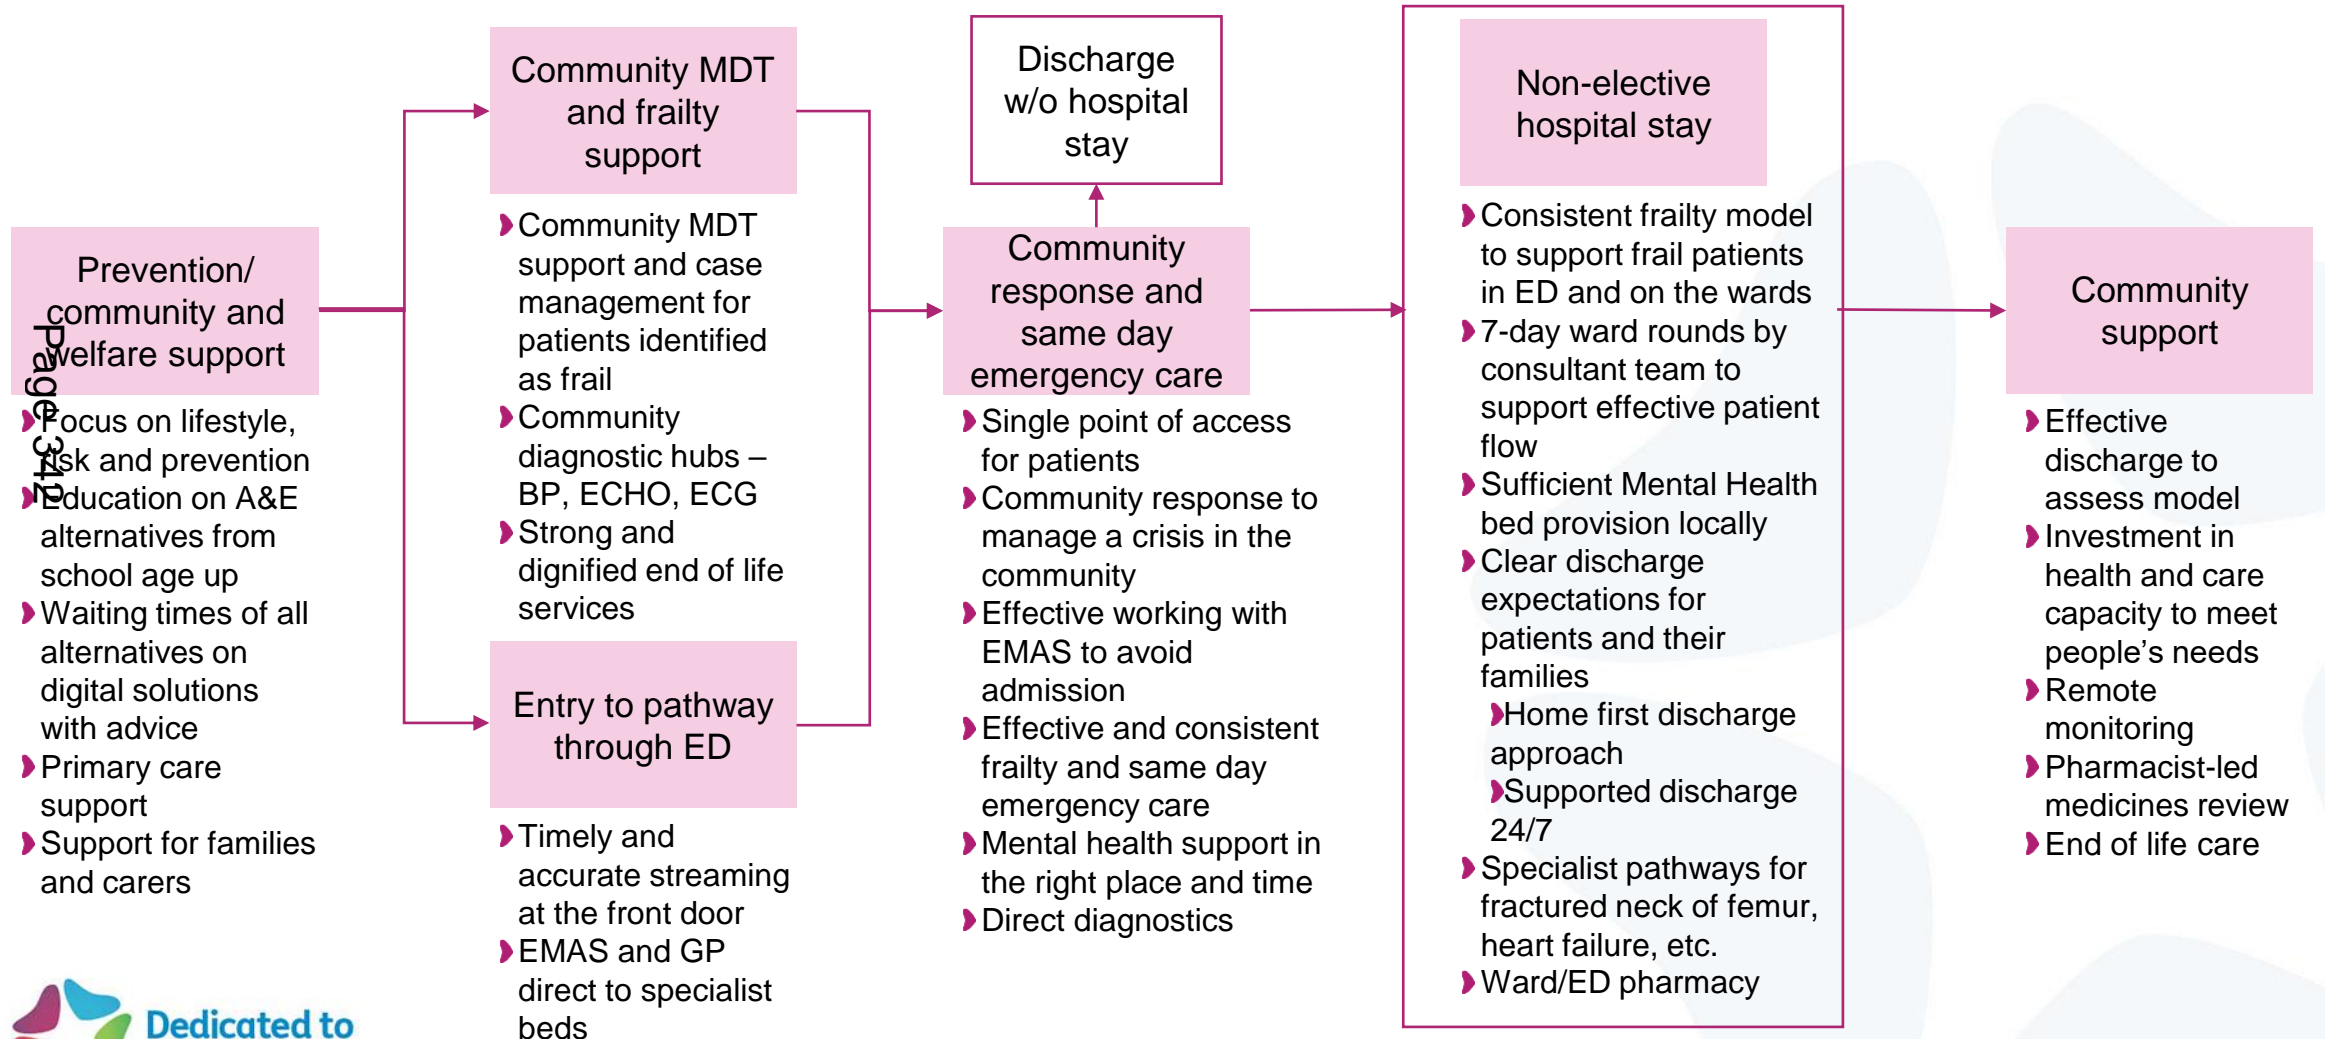 Prevention/
community and
welfare support
Focus on lifestyle,
risk and prevention
Education on A&E
alternatives from
school age up
Waiting times of all
alternatives on
digital solutions
with advice
Primary care
support
Support for families
and carers
Page 342
Community MDT
and frailty
support
Community MDT
support and case
management for
patients identified
as frail
Community
diagnostic hubs –
BP, ECHO, ECG
Strong and
dignified end of life
services
Entry to pathway
through ED
Timely and
accurate streaming
at the front door
EMAS and GP
direct to specialist
beds
Discharge
w/o hospital
stay
Community
response and
same day
emergency care
Single point of access
for patients
Community response to
manage a crisis in the
community
Effective working with
EMAS to avoid
admission
Effective and consistent
frailty and same day
emergency care
Mental health support in
the right place and time
Direct diagnostics
Non-elective
hospital stay
Consistent frailty model
to support frail patients
in ED and on the wards
7-day ward rounds by
consultant team to
support effective patient
flow
Sufficient Mental Health
bed provision locally
Clear discharge
expectations for
patients and their
families
Home first discharge
approach
Supported discharge
24/7
Specialist pathways for
fractured neck of femur,
heart failure, etc.
Ward/ED pharmacy
Community
support
Effective
discharge to
assess model
Investment in
health and care
capacity to meet
people’s needs
Remote
monitoring
Pharmacist-led
medicines review
End of life care
Dedicated to